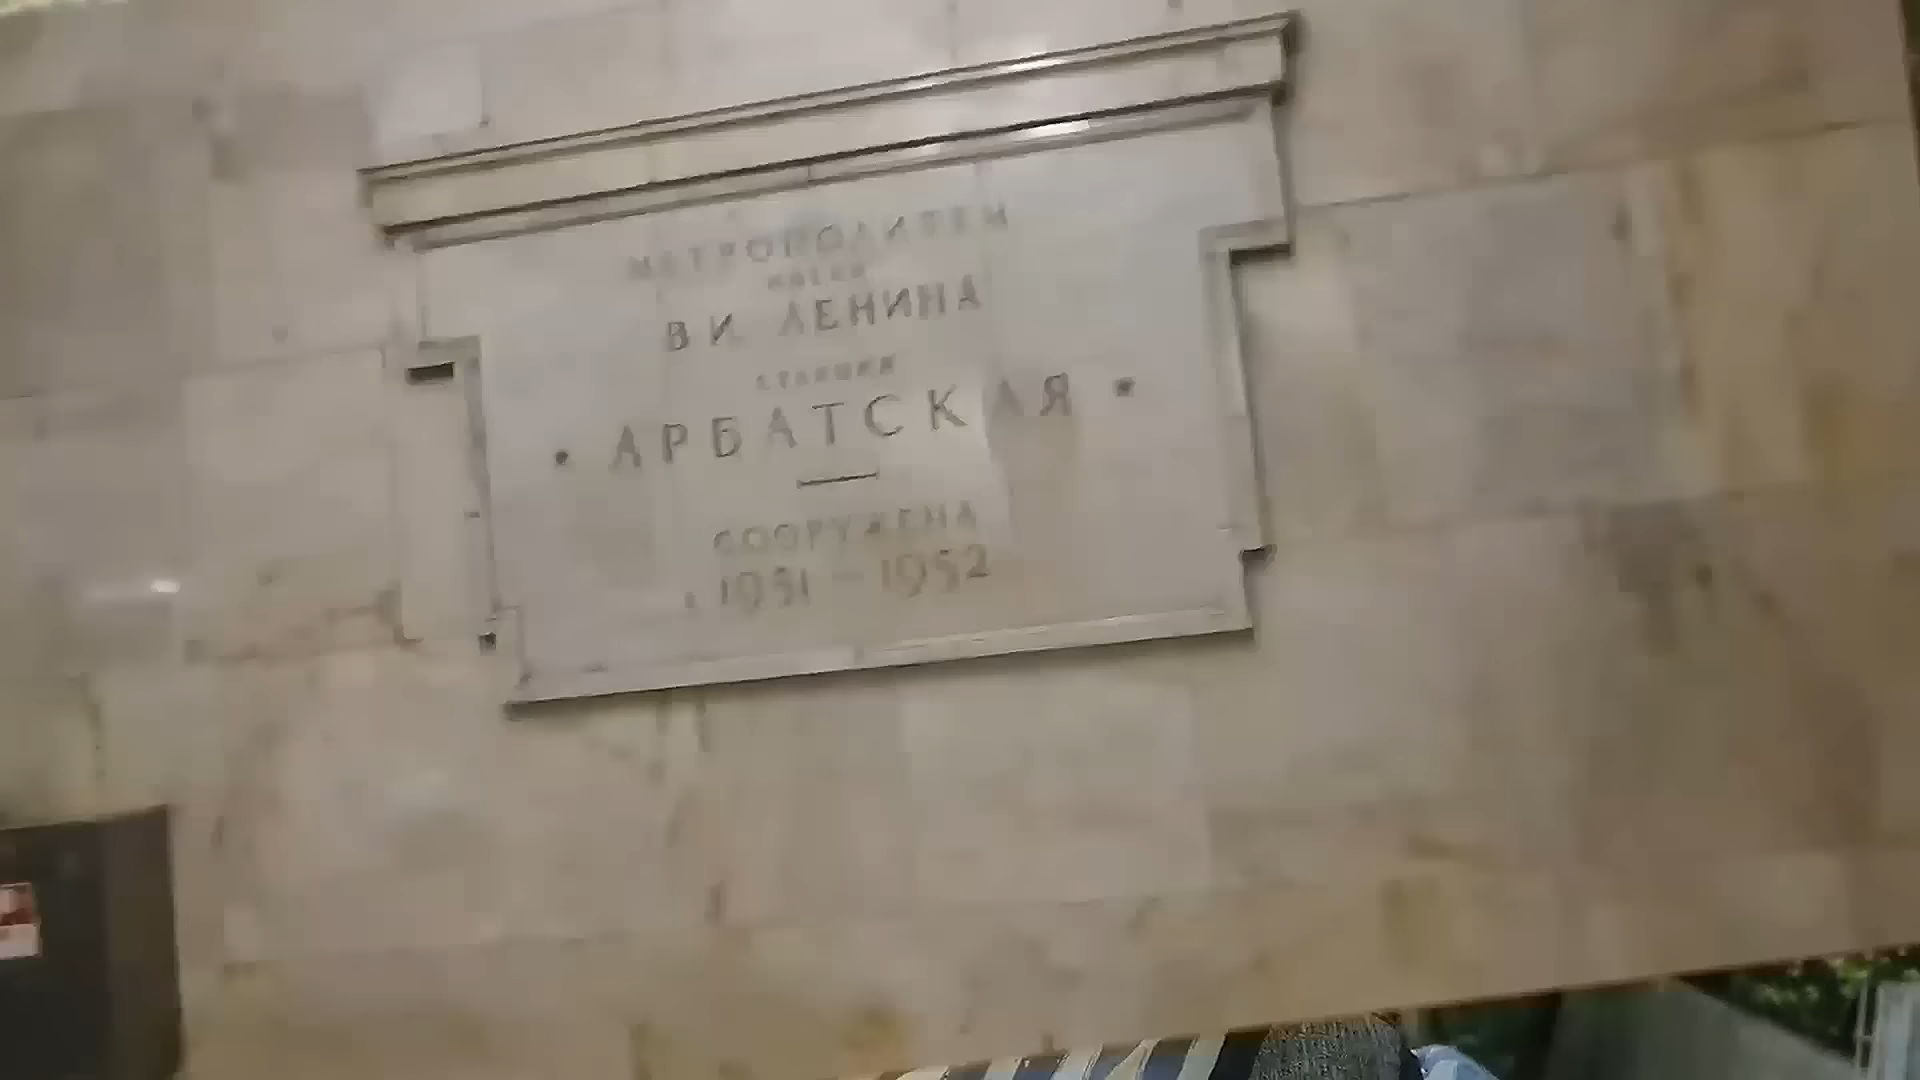 МЕТРОПОЛИТЕН
ИМЕНИ
В И ЛЕНИНА
СТАНЦИЯ
• АРБАТСКАЯ •
СООРУЖЕНА
1951 – 1952